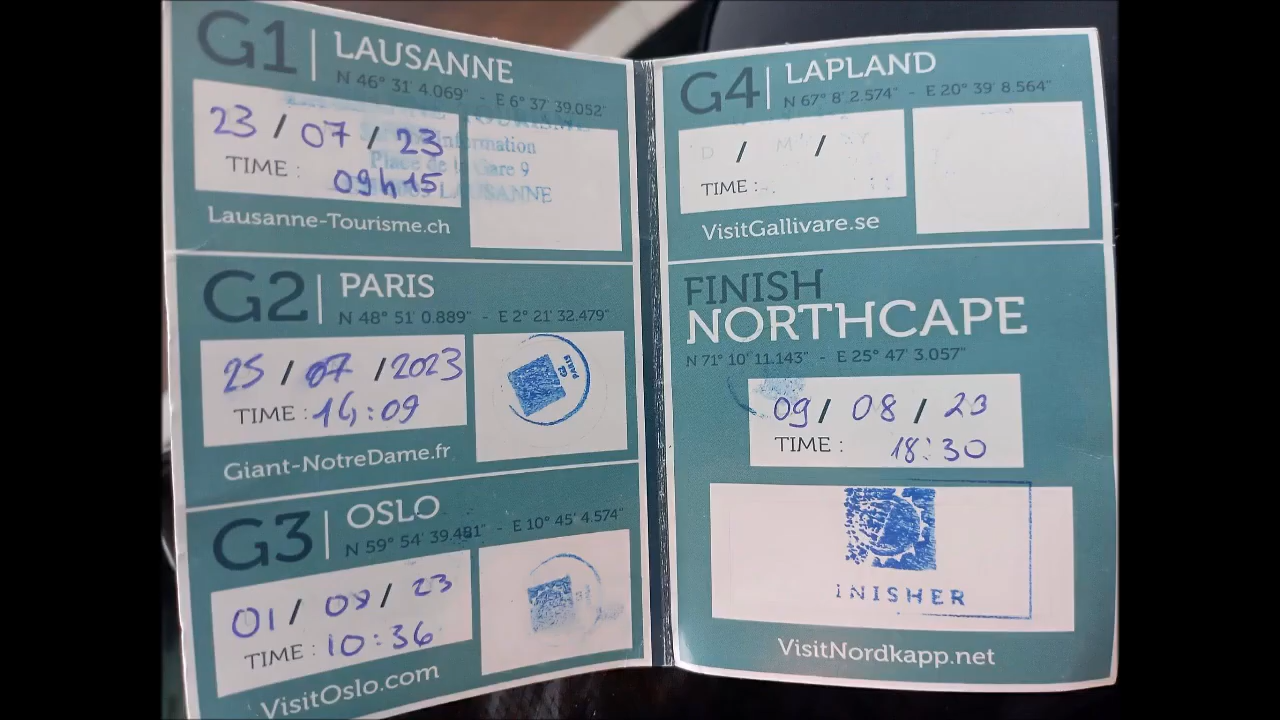 G1 | LAUSANNE
N 46° 31' 4.069" - E 6° 37' 39.052"
23 / 07 / 23
TIME : 09h15
Information
Place de la Gare 9
LAUSANNE
Lausanne-Tourisme.ch
G2 | PARIS
N 48° 51' 0.889" - E 2° 21' 32.479"
25 / 07 / 2023
TIME : 14:09
G2
PARIS
Giant-NotreDame.fr
G3 | OSLO
N 59° 54' 39.481" - E 10° 45' 4.574"
01 / 08 / 23
TIME : 10:36
VisitOslo.com
G4 | LAPLAND
N 67° 8' 2.574" - E 20° 39' 8.564"
D / M / Y
TIME :
VisitGallivare.se
FINISH
NORTHCAPE
N 71° 10' 11.143" - E 25° 47' 3.057"
09 / 08 / 23
TIME : 18:30
INISHER
VisitNordkapp.net